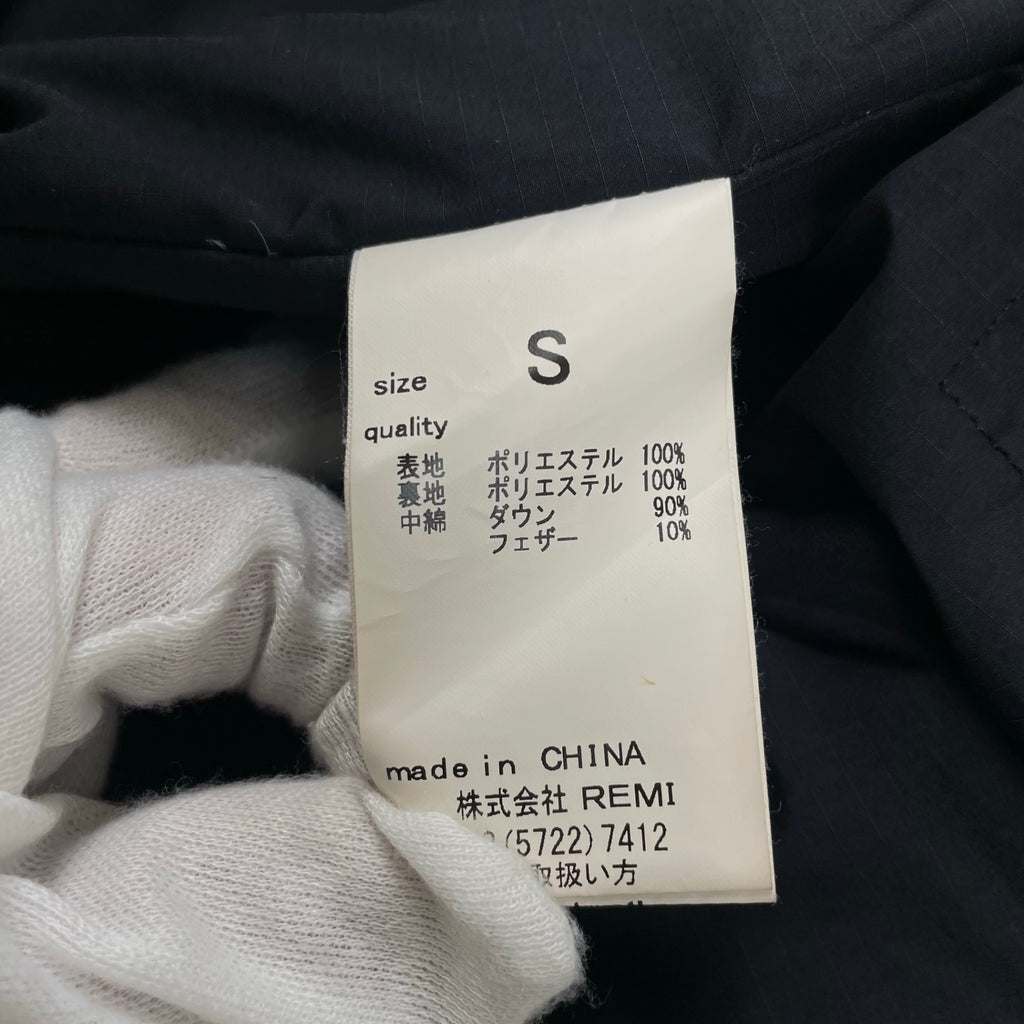 size S
quality
表地 ポリエステル 100%
裏地 ポリエステル 100%
中綿 ダウン 90%
フェザー 10%
made in CHINA
株式会社 REMI
(5722)7412
取扱い方